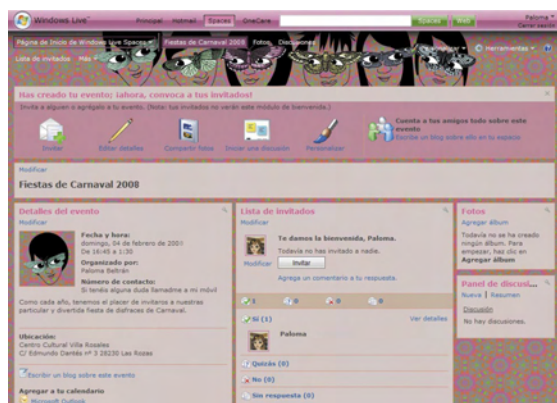 Windows Live™
Principal Hotmail Spaces OneCare
Spaces Web
Paloma
Cerrar sesión
Página de Inicio de Windows Live Spaces
Fiestas de Carnaval 2008 Fotos Discusiones
Herramientas
Lista de invitados Más
Has creado tu evento; ¡ahora, convoca a tus invitados!
Invita a alguien o agrégalo a tu evento. (Nota: tus invitados no verán este módulo de bienvenida.)
Invitar
Editar detalles
Compartir fotos
Iniciar una discusión
Personalizar
Cuenta a tus amigos todo sobre este
evento
Escribe un blog sobre ello en tu espacio
Modificar
Fiestas de Carnaval 2008
Detalles del evento
Modificar
Fecha y hora:
domingo, 04 de febrero de 2008
De 16:45 a 1:30
Organizado por:
Paloma Beltrán
Número de contacto:
Si tenéis alguna duda llamadme a mi móvil
Como cada año, tenemos el placer de invitaros a nuestras
particular y divertida fiesta de disfraces de Carnaval.
Ubicación:
Centro Cultural Villa Rosales
C/ Edmundo Dantés nº 3 28230 Las Rozas
Escribir un blog sobre este evento
Agregar a tu calendario
Microsoft Outlook
Lista de invitados
Modificar
Te damos la bienvenida, Paloma.
Todavía no has invitado a nadie.
Modificar
Invitar
Agrega un comentario a tu respuesta.
1 0 0 0
Sí (1) Ver detalles
Paloma
Quizás (0)
No (0)
Sin respuesta (0)
Fotos
Agregar álbum
Todavía no se ha creado
ningún álbum. Para
empezar, haz clic en
Agregar álbum
Panel de discusi...
Nueva | Resumen
Discusión
No hay discusiones.